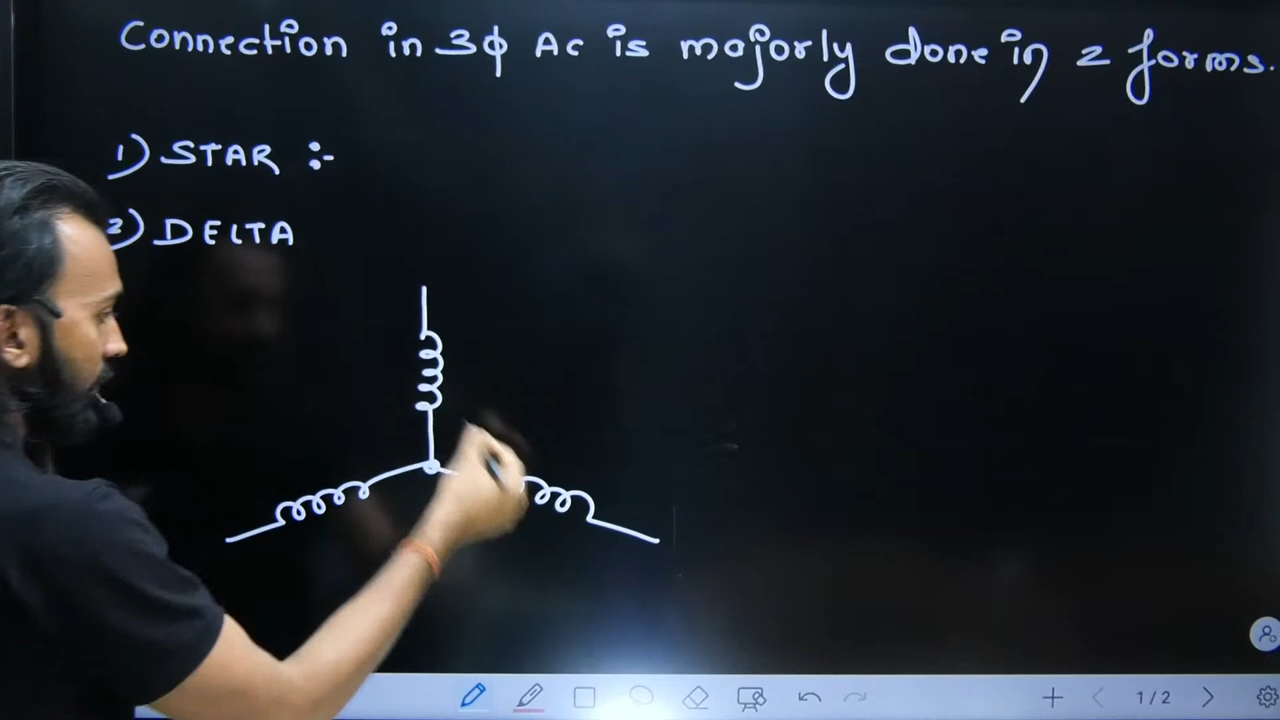 Connection in 3ϕ Ac is majorly done in 2 forms.
1) STAR :-
2) DELTA
1/2